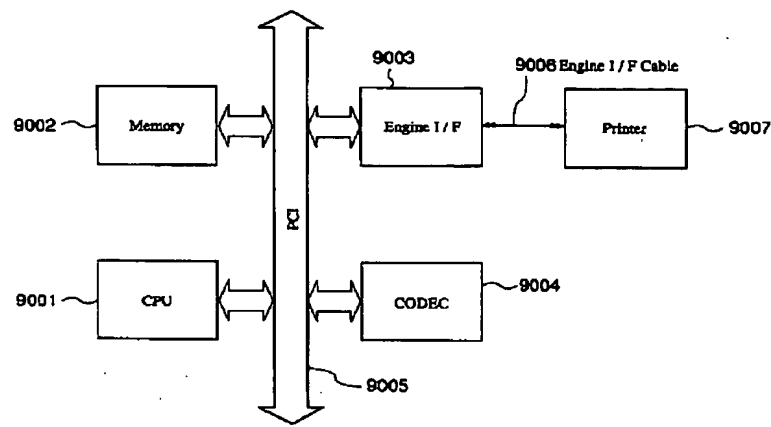 9003
9006 Engine I / F Cable
9002
Memory
Engine I / F
Printer
9007
PCI
9001
CPU
CODEC
9004
9005